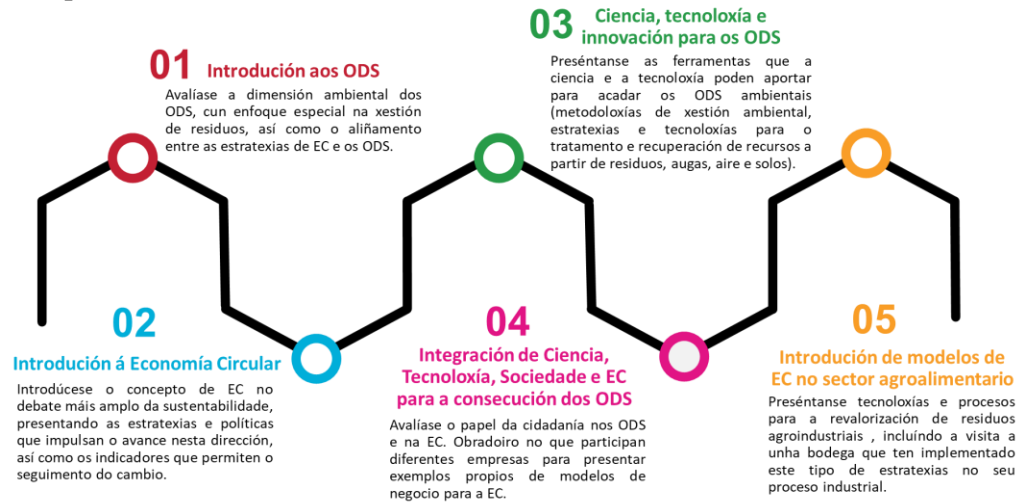 01 Introdución aos ODS
Avalíase a dimensión ambiental dos
ODS, cun enfoque especial na xestión
de residuos, así como o aliñamento
entre as estratexias de EC e os ODS.
02
Introdución á Economía Circular
Introdúcese o concepto de EC no
debate máis amplo da sustentabilidade,
presentando as estratexias e políticas
que impulsan o avance nesta dirección,
así como os indicadores que permiten o
seguimento do cambio.
03 Ciencia, tecnoloxía e
innovación para os ODS
Preséntanse as ferramentas que a
ciencia e a tecnoloxía poden aportar
para acadar os ODS ambientais
(metodoloxías de xestión ambiental,
estratexias e tecnoloxías para o
tratamento e recuperación de recursos a
partir de residuos, augas, aire e solos).
04
Integración de Ciencia,
Tecnoloxía, Sociedade e EC
para a consecución dos ODS
Avalíase o papel da cidadanía nos ODS
e na EC. Obradoiro no que participan
diferentes empresas para presentar
exemplos propios de modelos de
negocio para a EC.
05
Introdución de modelos de
EC no sector agroalimentario
Preséntanse tecnoloxías e procesos
para a revalorización de residuos
agroindustriais , incluíndo a visita a
unha bodega que ten implementado
este tipo de estratexias no seu
proceso industrial.